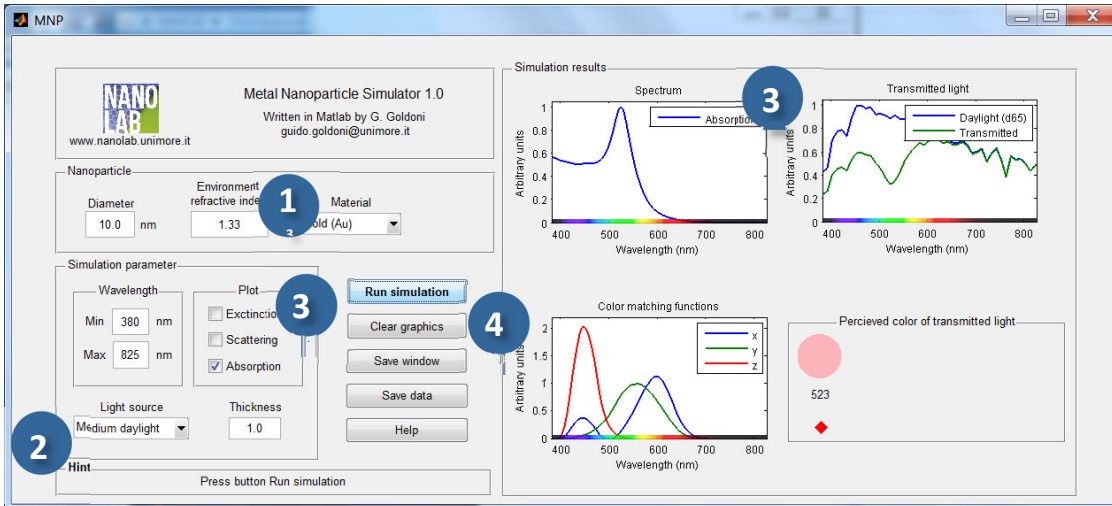 MNP
NANO
LAB
www.nanolab.unimore.it
Metal Nanoparticle Simulator 1.0
Written in Matlab by G. Goldoni
guido.goldoni@unimore.it
Nanoparticle
Diameter
10.0 nm
Environment
refractive inde
1.33
1
3
Material
old (Au)
Simulation parameter
Wavelength
Min 380 nm
Max 825 nm
Plot
Exctinctio
Scattering
Absorption
3
Light source
Medium daylight
Thickness
1.0
2
Run simulation
Clear graphics
Save window
Save data
Help
4
Hint
Press button Run simulation
Simulation results
Spectrum
Absorption
Arbitrary units
1
0.8
0.6
0.4
0.2
0
400 500 600 700 800
Wavelength (nm)
3
Transmitted light
Daylight (d65)
Transmitted
Arbitrary units
1
0.8
0.6
0.4
0.2
0
400 500 600 700 800
Wavelength (nm)
Color matching functions
x
y
z
Arbitrary units
2
1.5
1
0.5
0
400 500 600 700 800
Wavelength (nm)
Percieved color of transmitted light
523